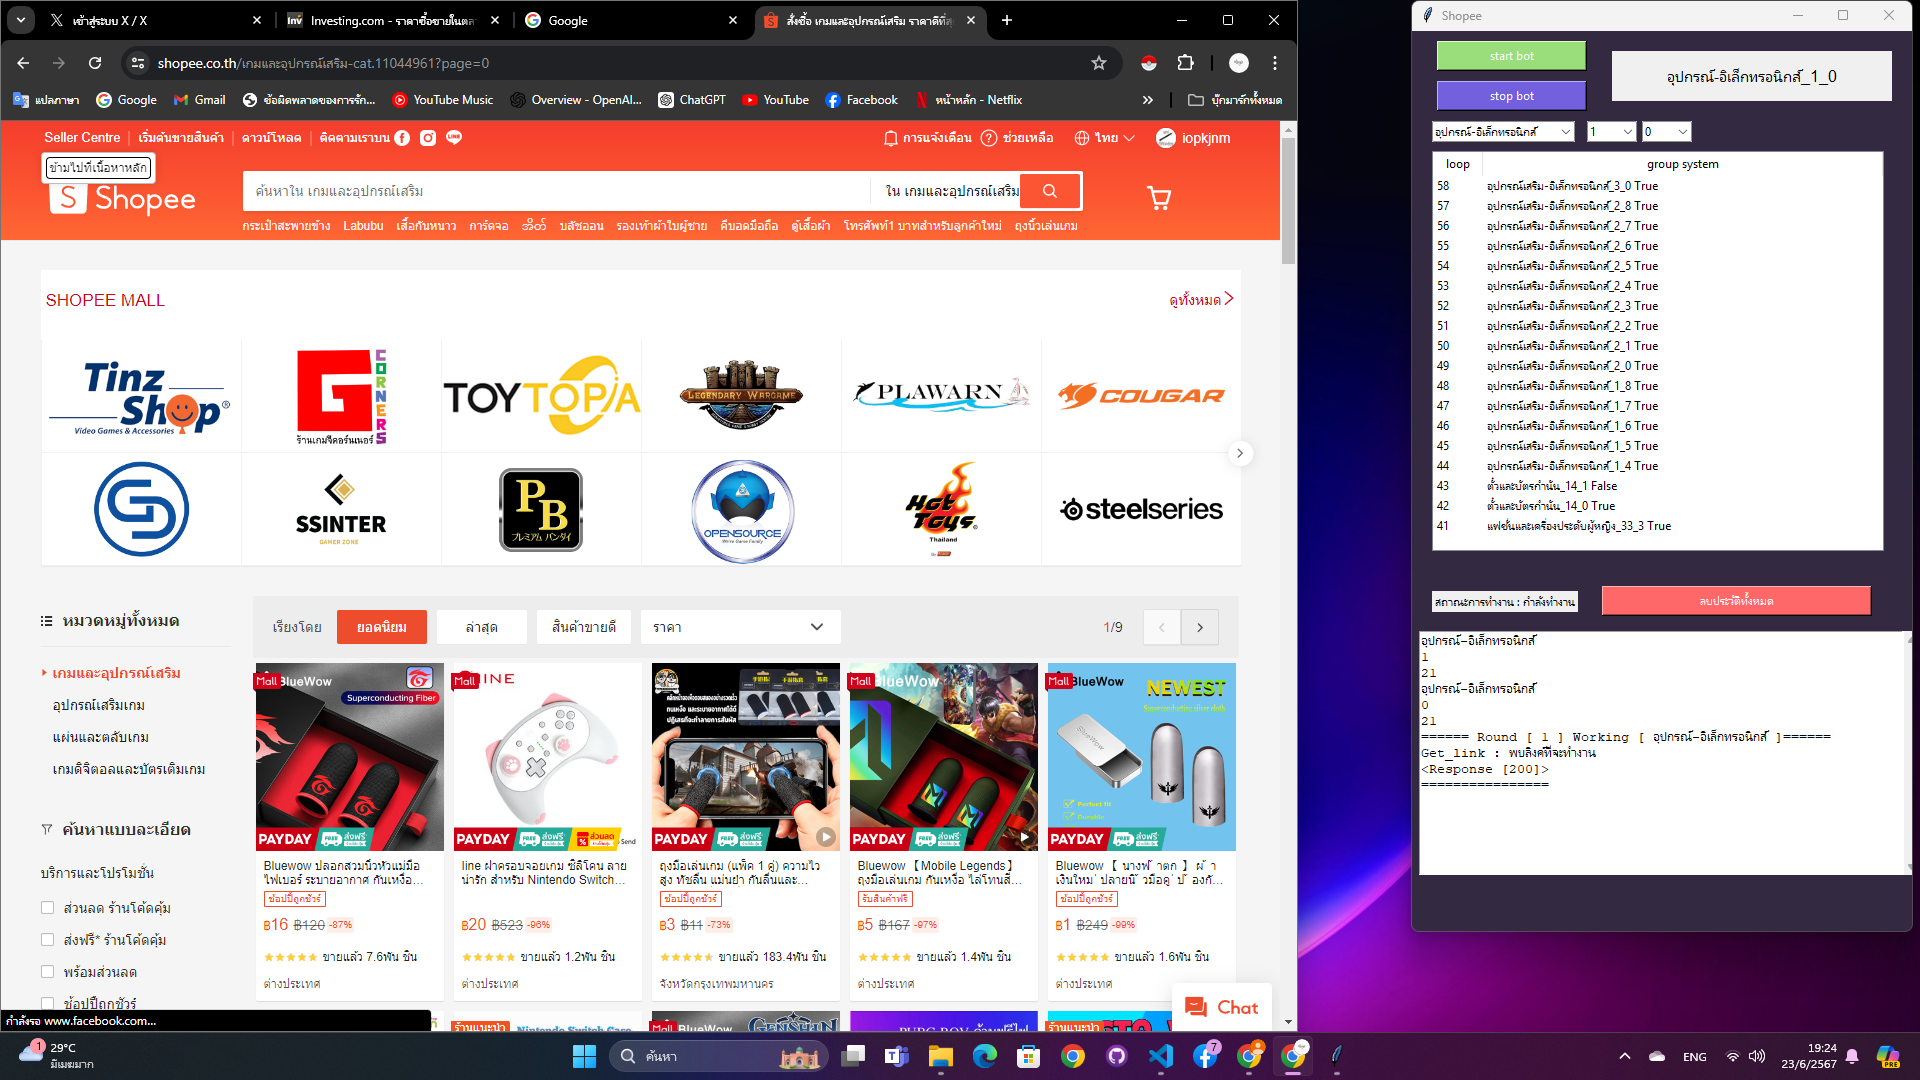 เข้าสู่ระบบ X / X
Investing.com - ราคาซื้อขายในตล
Google
สั่งซื้อ เกมและอุปกรณ์เสริม ราคาดีที่สุ
shopee.co.th/เกมและอุปกรณ์เสริม-cat.11044961?page=0
แปลภาษา
Google
Gmail
ข้อผิดพลาดของการรัก...
YouTube Music
Overview - OpenAI...
ChatGPT
YouTube
Facebook
หน้าหลัก - Netflix
บุ๊กมาร์กทั้งหมด
Seller Centre
เริ่มต้นขายสินค้า
ดาวน์โหลด
ติดตามเราบน
การแจ้งเตือน
ช่วยเหลือ
ไทย
iopkjnm
ข้ามไปที่เนื้อหาหลัก
Shopee
ค้นหาใน เกมและอุปกรณ์เสริม
ใน เกมและอุปกรณ์เสริม
กระเป๋าสะพายข้าง Labubu เสื้อกันหนาว การ์ดจอ บลัชออน รองเท้าผ้าใบผู้ชาย คีบอดมือถือ ตู้เสื้อผ้า โทรศัพท์1 บาทสำหรับลูกค้าใหม่ ถุงนิ้วเล่นเกม
SHOPEE MALL
ดูทั้งหมด
Tinz Shop
Video Games & Accessories
G CORNERS
ร้านเกมจีคอร์นเนอร์
TOYTOPIA
LEGENDARY WARGAME
PLAWARN
COUGAR
SSINTER
GAMER ZONE
PB
プレミアム バンダイ
OPENSOURCE
We're Game Family
Hot Toys
Thailand
steelseries
หมวดหมู่ทั้งหมด
เกมและอุปกรณ์เสริม
อุปกรณ์เสริมเกม
แผ่นและตลับเกม
เกมดิจิตอลและบัตรเติมเกม
ค้นหาแบบละเอียด
บริการและโปรโมชั่น
ส่วนลด ร้านโค้ดคุ้ม
ส่งฟรี* ร้านโค้ดคุ้ม
พร้อมส่วนลด
ช้อปปี้ถูกชัวร์
กำลังรอ www.facebook.com...
เรียงโดย
ยอดนิยม
ล่าสุด
สินค้าขายดี
ราคา
1/9
Mall BlueWow
Superconducting Fiber
PAYDAY FREE ส่งฟรี
Bluewow ปลอกสวมนิ้วหัวแม่มือ
ไฟเบอร์ ระบายอากาศ กันเหงื่อ...
ช้อปปี้ถูกชัวร์
฿16 ฿120 -87%
ขายแล้ว 7.6พัน ชิ้น
ต่างประเทศ
Mall
PAYDAY FREE ส่งฟรี ส่วนลด
Send
line ฝาครอบจอยเกม ซิลิโคน ลาย
น่ารัก สําหรับ Nintendo Switch...
฿20 ฿523 -96%
ขายแล้ว 1.2พัน ชิ้น
ต่างประเทศ
PAYDAY FREE ส่งฟรี
ถุงมือเล่นเกม (แพ็ค 1 คู่) ความไว
สูง ทัชลื่น แม่นยำ กันลื่นและ...
ช้อปปี้ถูกชัวร์
฿3 ฿11 -73%
ขายแล้ว 183.4พัน ชิ้น
จังหวัดกรุงเทพมหานคร
Mall BlueWow
PAYDAY FREE ส่งฟรี
Bluewow 【Mobile Legends】
ถุงมือเล่นเกม กันเหงื่อ ไล่โทนสี...
รับสินค้าฟรี
฿5 ฿167 -97%
ขายแล้ว 1.4พัน ชิ้น
ต่างประเทศ
Mall BlueWow
NEWEST
BlueWow
Perfect fit
Durable
PAYDAY FREE ส่งฟรี
Bluewow 【 นางฟ้าตก 】 ผ้า
เงินใหม่ ปลายนิ้วมือคู่ ป้องกั...
ช้อปปี้ถูกชัวร์
฿1 ฿249 -99%
ขายแล้ว 1.6พัน ชิ้น
ต่างประเทศ
ร้านแนะนำ Nintendo Switch Case
Mall BlueWow
GENSHIN
ร้านแนะนำ
Chat
Shopee
start bot
stop bot
อุปกรณ์-อิเล็กทรอนิกส์_1_0
อุปกรณ์-อิเล็กทรอนิกส์ 1 0
loop group system
58 อุปกรณ์เสริม-อิเล็กทรอนิกส์_3_0 True
57 อุปกรณ์เสริม-อิเล็กทรอนิกส์_2_8 True
56 อุปกรณ์เสริม-อิเล็กทรอนิกส์_2_7 True
55 อุปกรณ์เสริม-อิเล็กทรอนิกส์_2_6 True
54 อุปกรณ์เสริม-อิเล็กทรอนิกส์_2_5 True
53 อุปกรณ์เสริม-อิเล็กทรอนิกส์_2_4 True
52 อุปกรณ์เสริม-อิเล็กทรอนิกส์_2_3 True
51 อุปกรณ์เสริม-อิเล็กทรอนิกส์_2_2 True
50 อุปกรณ์เสริม-อิเล็กทรอนิกส์_2_1 True
49 อุปกรณ์เสริม-อิเล็กทรอนิกส์_2_0 True
48 อุปกรณ์เสริม-อิเล็กทรอนิกส์_1_8 True
47 อุปกรณ์เสริม-อิเล็กทรอนิกส์_1_7 True
46 อุปกรณ์เสริม-อิเล็กทรอนิกส์_1_6 True
45 อุปกรณ์เสริม-อิเล็กทรอนิกส์_1_5 True
44 อุปกรณ์เสริม-อิเล็กทรอนิกส์_1_4 True
43 ตั๋วและบัตรกำนัน_14_1 False
42 ตั๋วและบัตรกำนัน_14_0 True
41 แฟชั่นและเครื่องประดับผู้หญิง_33_3 True
สถานะการทำงาน : กำลังทำงาน
ลบประวัติทั้งหมด
อุปกรณ์-อิเล็กทรอนิกส์
1
21
อุปกรณ์-อิเล็กทรอนิกส์
0
21
====== Round [ 1 ] Working [ อุปกรณ์-อิเล็กทรอนิกส์ ]======
Get_link : พบลิงค์ที่จะทำงาน
<Response [200]>
================
1
29°C
มีเมฆมาก
ค้นหา
7
ENG
19:24
23/6/2567
PRE